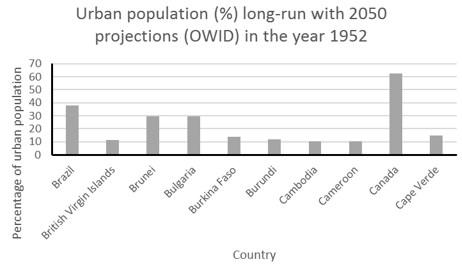 Urban population (%) long-run with 2050
projections (OWID) in the year 1952
Percentage of urban population
70
60
50
40
30
20
10
0
Brazil
British Virgin Islands
Brunei
Bulgaria
Burkina Faso
Burundi
Cambodia
Cameroon
Canada
Cape Verde
Country